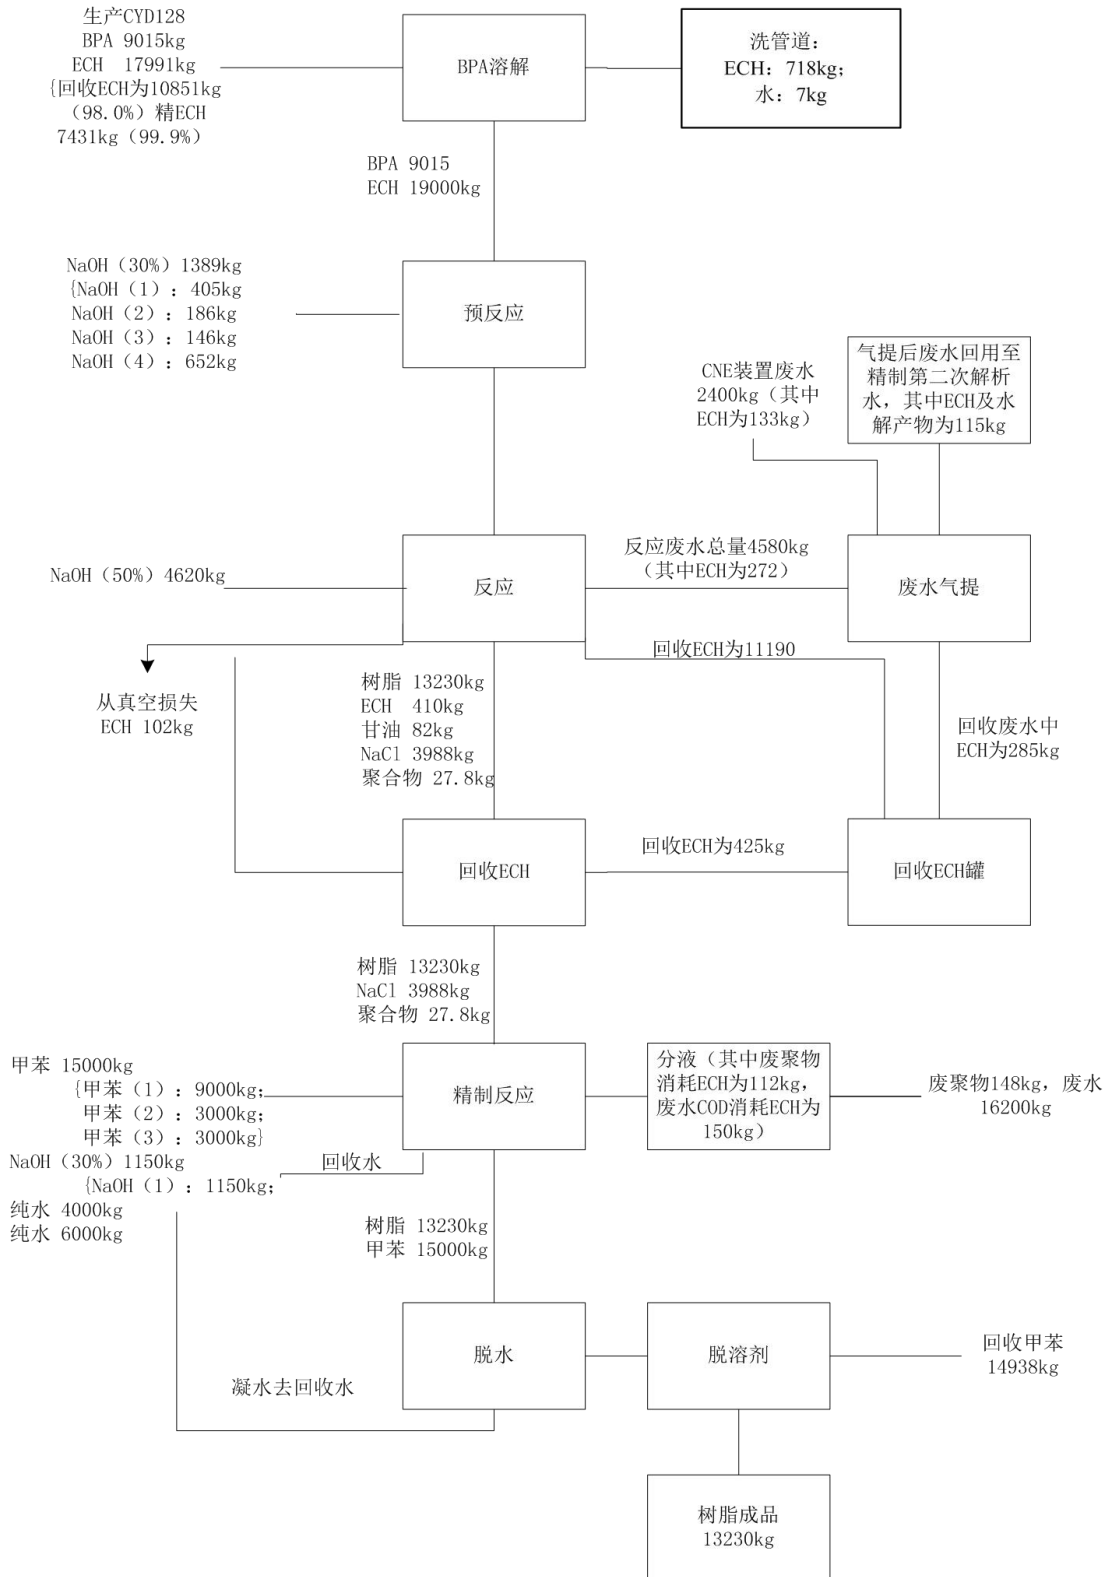 生产CYD128
BPA 9015kg
ECH 17991kg
{回收ECH为10851kg
（98.0%）精ECH
7431kg（99.9%）
BPA溶解
洗管道：
ECH：718kg；
水：7kg
BPA 9015
ECH 19000kg
NaOH（30%）1389kg
{NaOH（1）：405kg
NaOH（2）：186kg
NaOH（3）：146kg
NaOH（4）：652kg
预反应
CNE装置废水
2400kg（其中
ECH为133kg）
气提后废水回用至
精制第二次解析
水，其中ECH及水
解产物为115kg
NaOH（50%）4620kg
反应
反应废水总量4580kg
（其中ECH为272）
废水气提
回收ECH为11190
从真空损失
ECH 102kg
树脂 13230kg
ECH 410kg
甘油 82kg
NaCl 3988kg
聚合物 27.8kg
回收废水中
ECH为285kg
回收ECH
回收ECH为425kg
回收ECH罐
树脂 13230kg
NaCl 3988kg
聚合物 27.8kg
甲苯 15000kg
{甲苯（1）：9000kg；
甲苯（2）：3000kg；
甲苯（3）：3000kg}
NaOH（30%）1150kg
{NaOH（1）：1150kg；
纯水 4000kg
纯水 6000kg
精制反应
分液（其中废聚物
消耗ECH为112kg，
废水COD消耗ECH为
150kg）
废聚物148kg，废水
16200kg
回收水
树脂 13230kg
甲苯 15000kg
脱水
脱溶剂
回收甲苯
14938kg
凝水去回收水
树脂成品
13230kg